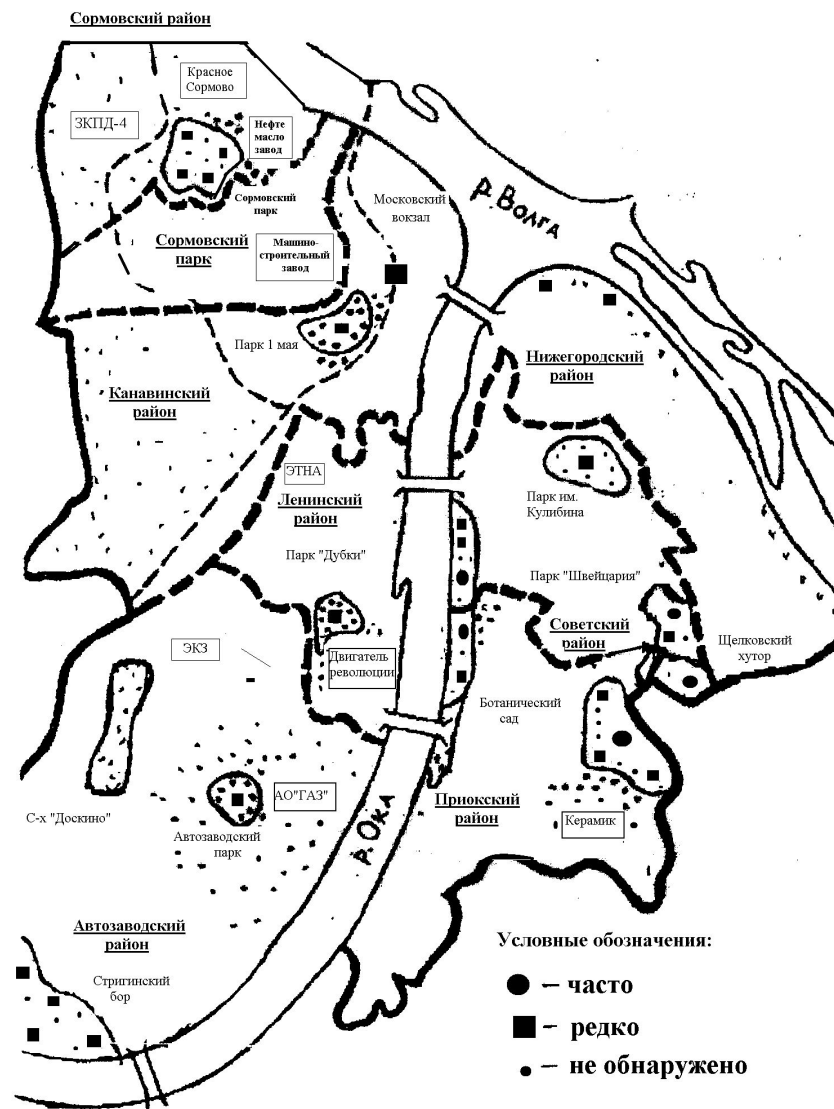 Сормовский район
Красное
Сормово
ЗКПД-4
Нефте
масло
завод
Сормовский
парк
Московский
вокзал
р. Волга
Сормовский
парк
Машино-
строительный
завод
Парк 1 мая
Нижегородский
район
Канавинский
район
ЭТНА
Ленинский
район
Парк им.
Кулибина
Парк "Дубки"
Парк "Швейцария"
Советский
район
Щелковский
хутор
ЭКЗ
Двигатель
революции
Ботанический
сад
АО"ГАЗ"
Приокский
район
С-х "Доскино"
Автозаводский
парк
р. Ока
Керамик
Автозаводский
район
Стригинский
бор
Условные обозначения:
– часто
– редко
– не обнаружено